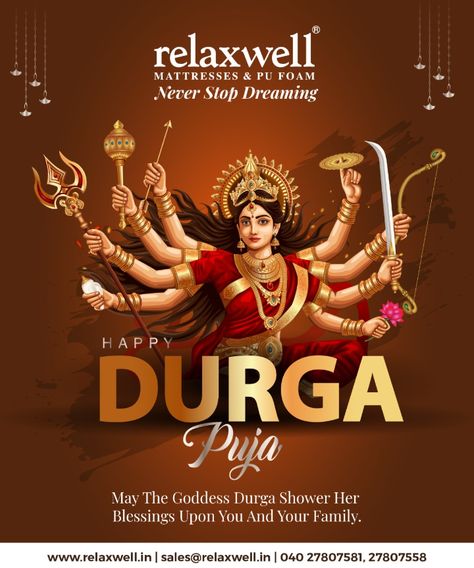 relaxwell®
MATTRESSES & PU FOAM
Never Stop Dreaming
HAPPY
DURGA
Puja
May The Goddess Durga Shower Her
Blessings Upon You And Your Family.
www.relaxwell.in | sales@relaxwell.in | 040 27807581, 27807558